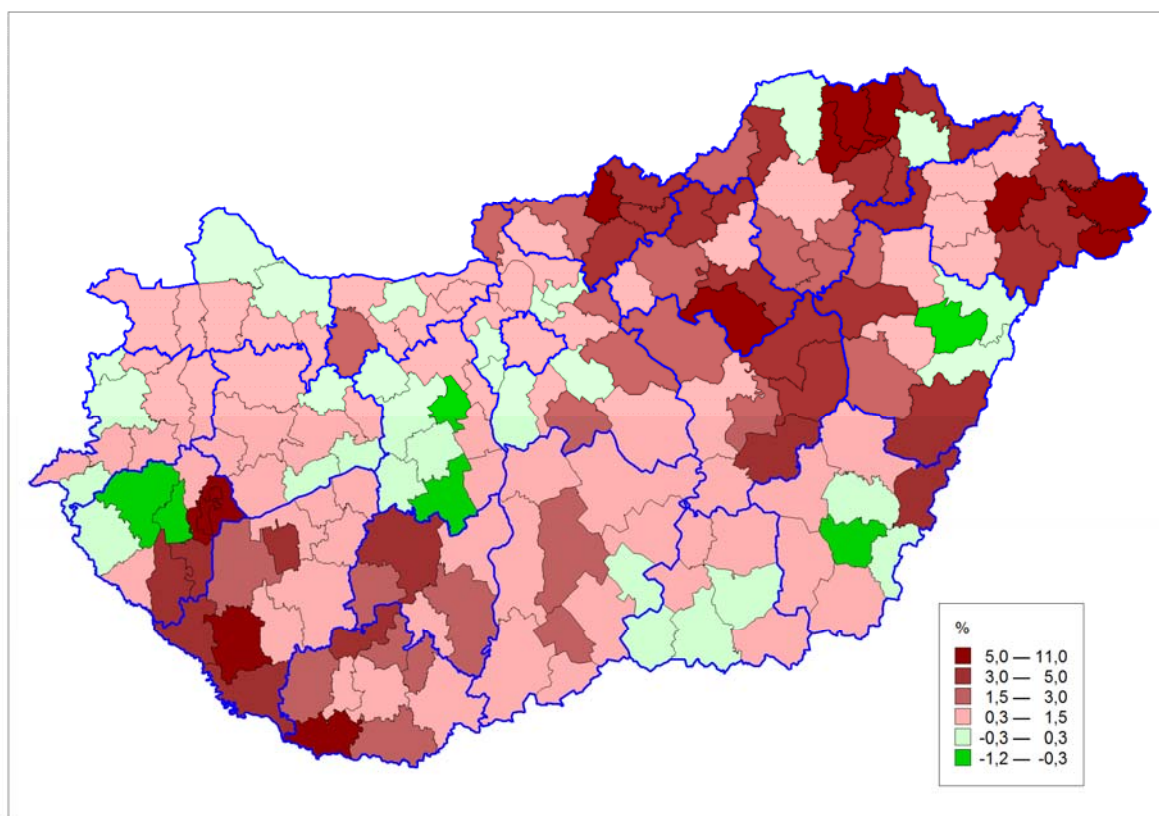 %
5,0 — 11,0
3,0 — 5,0
1,5 — 3,0
0,3 — 1,5
-0,3 — 0,3
-1,2 — -0,3